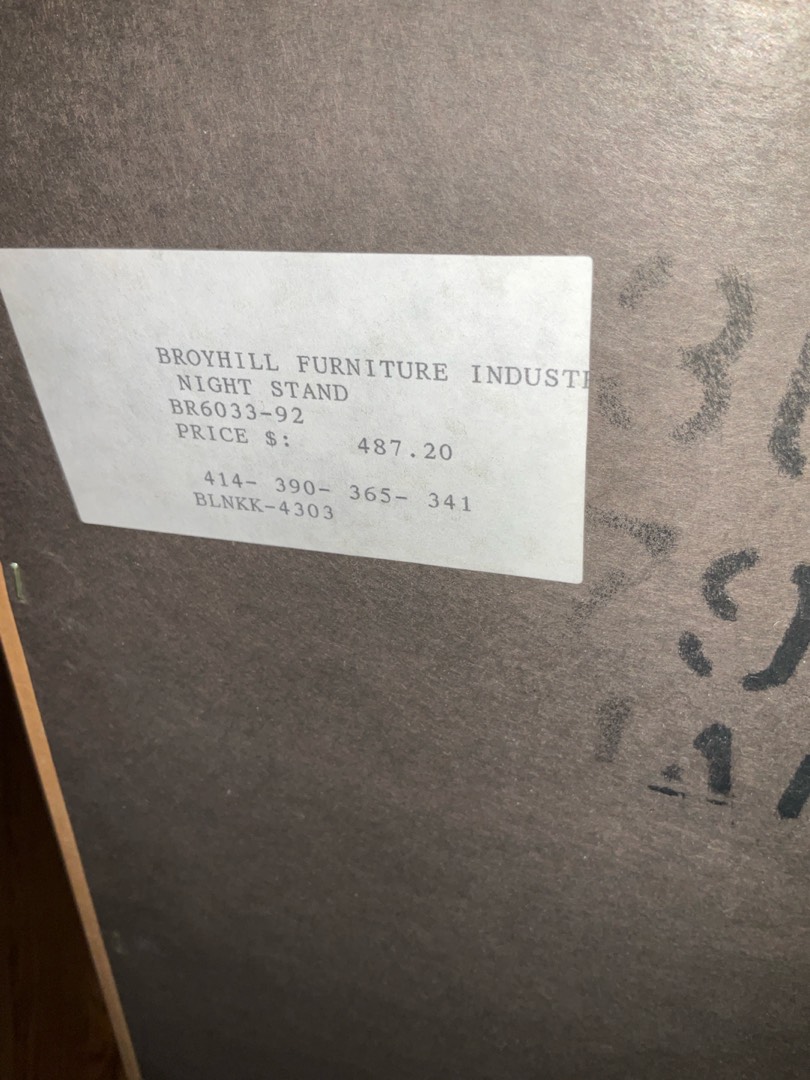 BROYHILL FURNITURE INDUST
NIGHT STAND
BR6033-92
PRICE $: 487.20
414- 390- 365- 341
BLNKK-4303